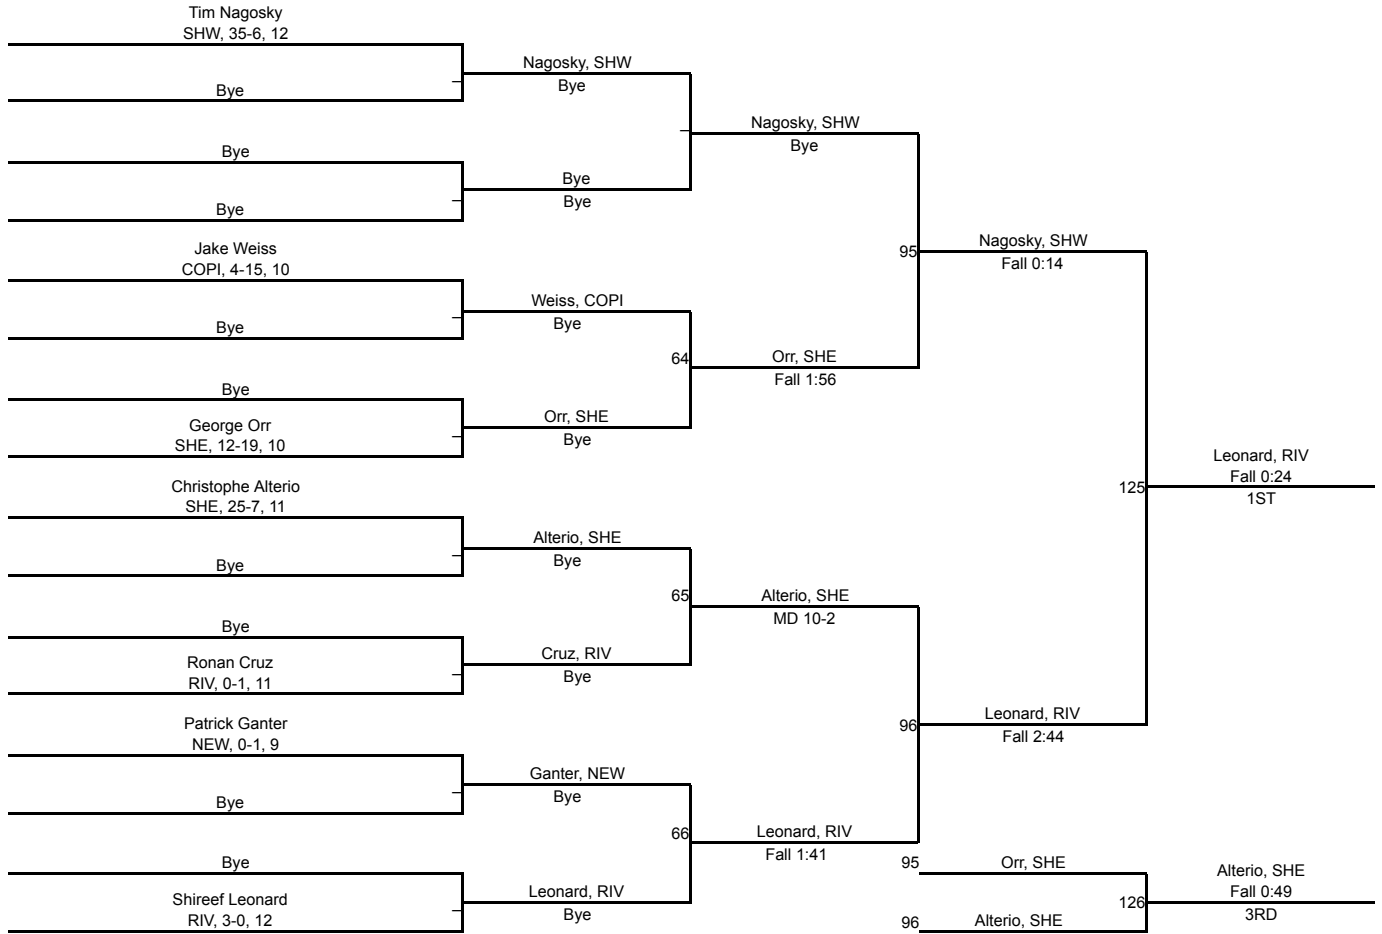 Tim Nagosky
SHW, 35-6, 12
Bye
Bye
Bye
Jake Weiss
COPI, 4-15, 10
Bye
Bye
George Orr
SHE, 12-19, 10
Christophe Alterio
SHE, 25-7, 11
Bye
Bye
Ronan Cruz
RIV, 0-1, 11
Patrick Ganter
NEW, 0-1, 9
Bye
Bye
Shireef Leonard
RIV, 3-0, 12
Nagosky, SHW
Bye
Bye
Bye
Weiss, COPI
Bye
64
Orr, SHE
Bye
Alterio, SHE
Bye
65
Cruz, RIV
Bye
Ganter, NEW
Bye
66
Leonard, RIV
Bye
Nagosky, SHW
Bye
95
Orr, SHE
Fall 1:56
Alterio, SHE
MD 10-2
96
Leonard, RIV
Fall 1:41
Nagosky, SHW
Fall 0:14
125
Leonard, RIV
Fall 2:44
Leonard, RIV
Fall 0:24
1ST
95
Orr, SHE
126
96
Alterio, SHE
Alterio, SHE
Fall 0:49
3RD